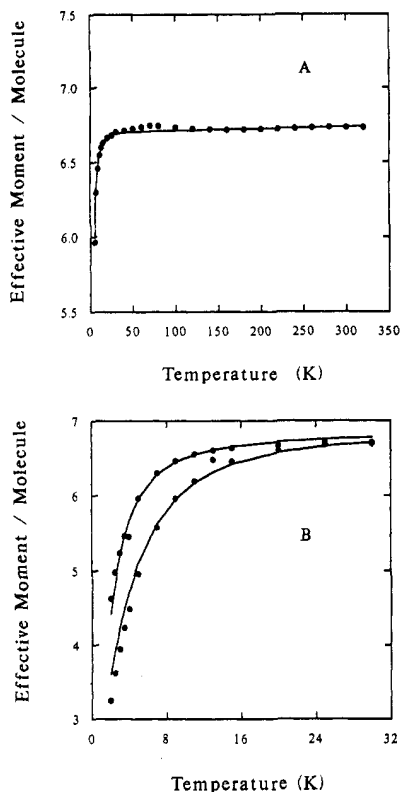 7.5
A
7.0
6.5
6.0
5.5
Effective Moment / Molecule
0 50 100 150 200 250 300 350
Temperature (K)
7
6
5
4
3
B
Effective Moment / Molecule
0 8 16 24 32
Temperature (K)